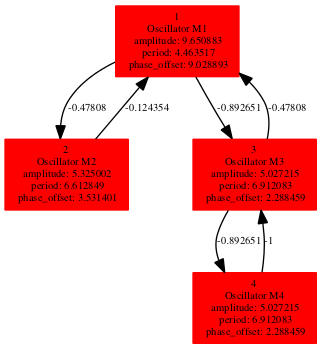 1
Oscillator M1
amplitude: 9.650883
period: 4.463517
phase_offset: 9.028893
-0.47808
-0.124354
-0.892651
-0.47808
2
Oscillator M2
amplitude: 5.325002
period: 6.612849
phase_offset: 3.531401
3
Oscillator M3
amplitude: 5.027215
period: 6.912083
phase_offset: 2.288459
-0.892651
-1
4
Oscillator M4
amplitude: 5.027215
period: 6.912083
phase_offset: 2.288459